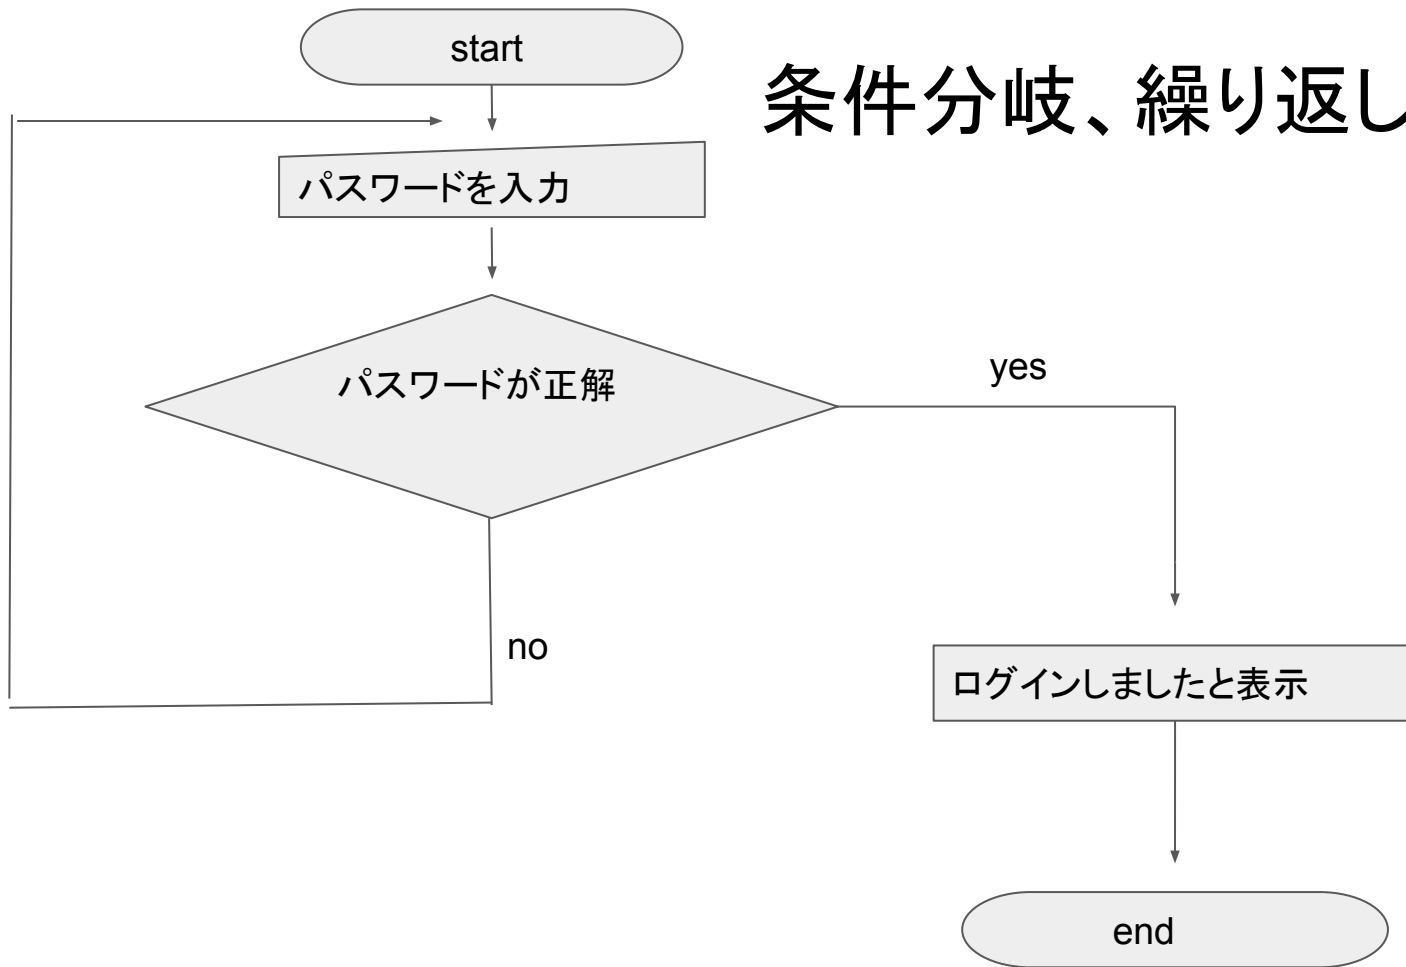 start
条件分岐、繰り返し
パスワードを入力
パスワードが正解
yes
no
ログインしましたと表示
end